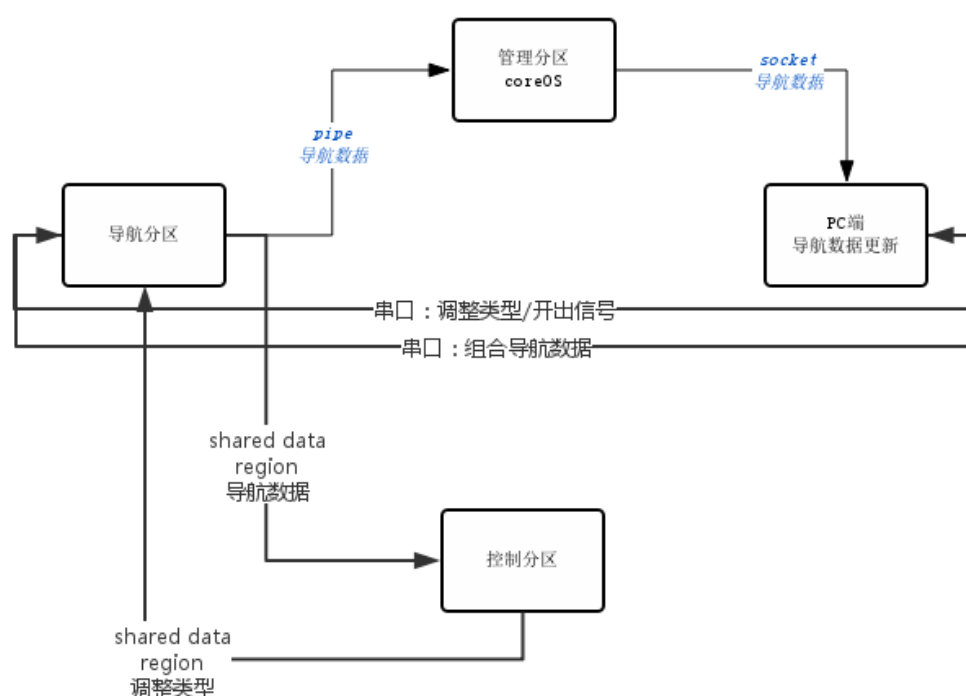 管理分区
coreOS
socket
导航数据
pipe
导航数据
导航分区
PC端
导航数据更新
串口：调整类型/开出信号
串口：组合导航数据
shared data
region
导航数据
控制分区
shared data
region
调整类型